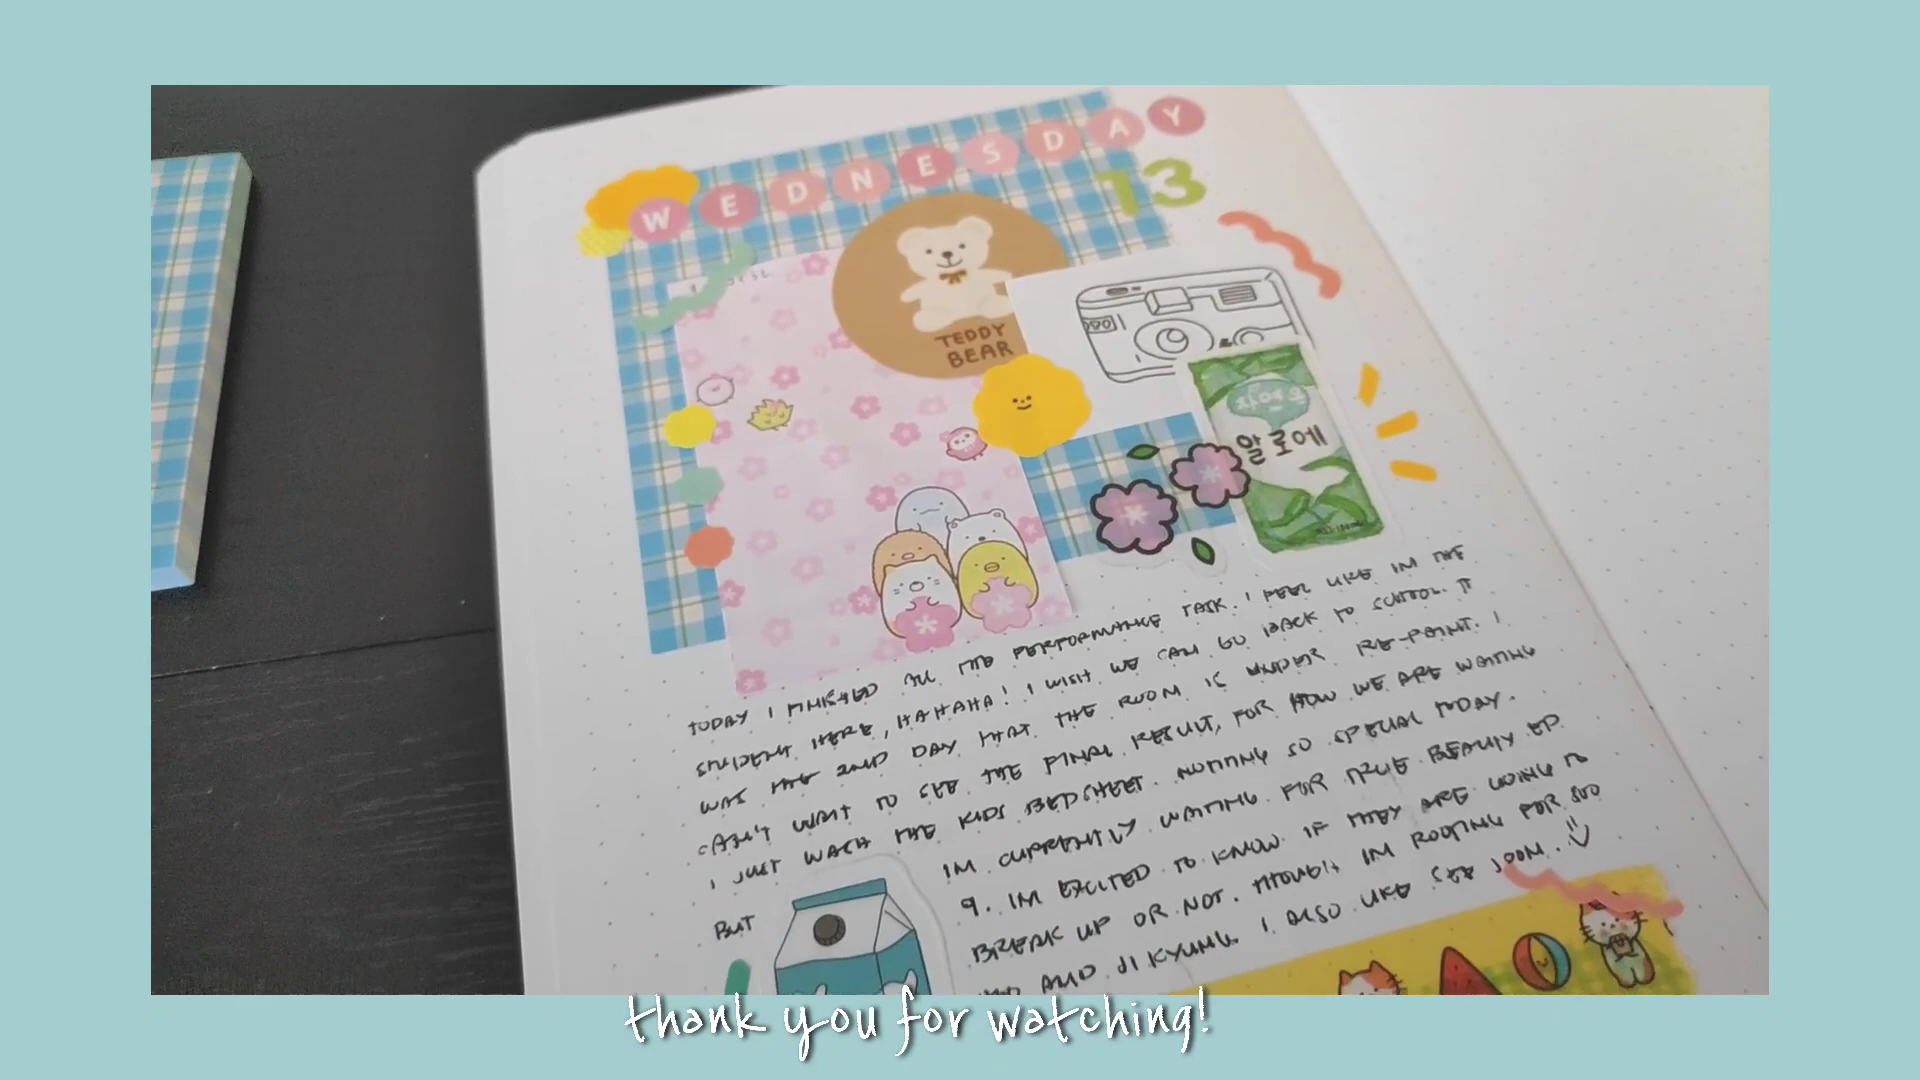 WEDNESDAY
13
TEDDY
BEAR
알로에
TODAY I FINISHED ALL THE PERFORMANCE TASK. I FEEL LIKE IM THE
STUDENT HERE, HAHAHA! I WISH WE CAN GO BACK TO SCHOOL. ㅠ
WAS THE 2ND DAY THAT THE ROOM IS UNDER RE-PAINT. I
CAN'T WAIT TO SEE THE FINAL RESULT, FOR NOW WE ARE WAITING
I JUST WASH THE KIDS BEDSHEET. NOTHING SO SPECIAL TODAY.
BUT IM CURRENTLY WAITING FOR TRUE BEAUTY EP.
9. IM EXCITED TO KNOW IF THEY ARE GOING TO
BREAK UP OR NOT. THOUGH IM ROOTING FOR SUO
AND JI KYUNG I ALSO LIKE SEO JOON.
thank you for watching!